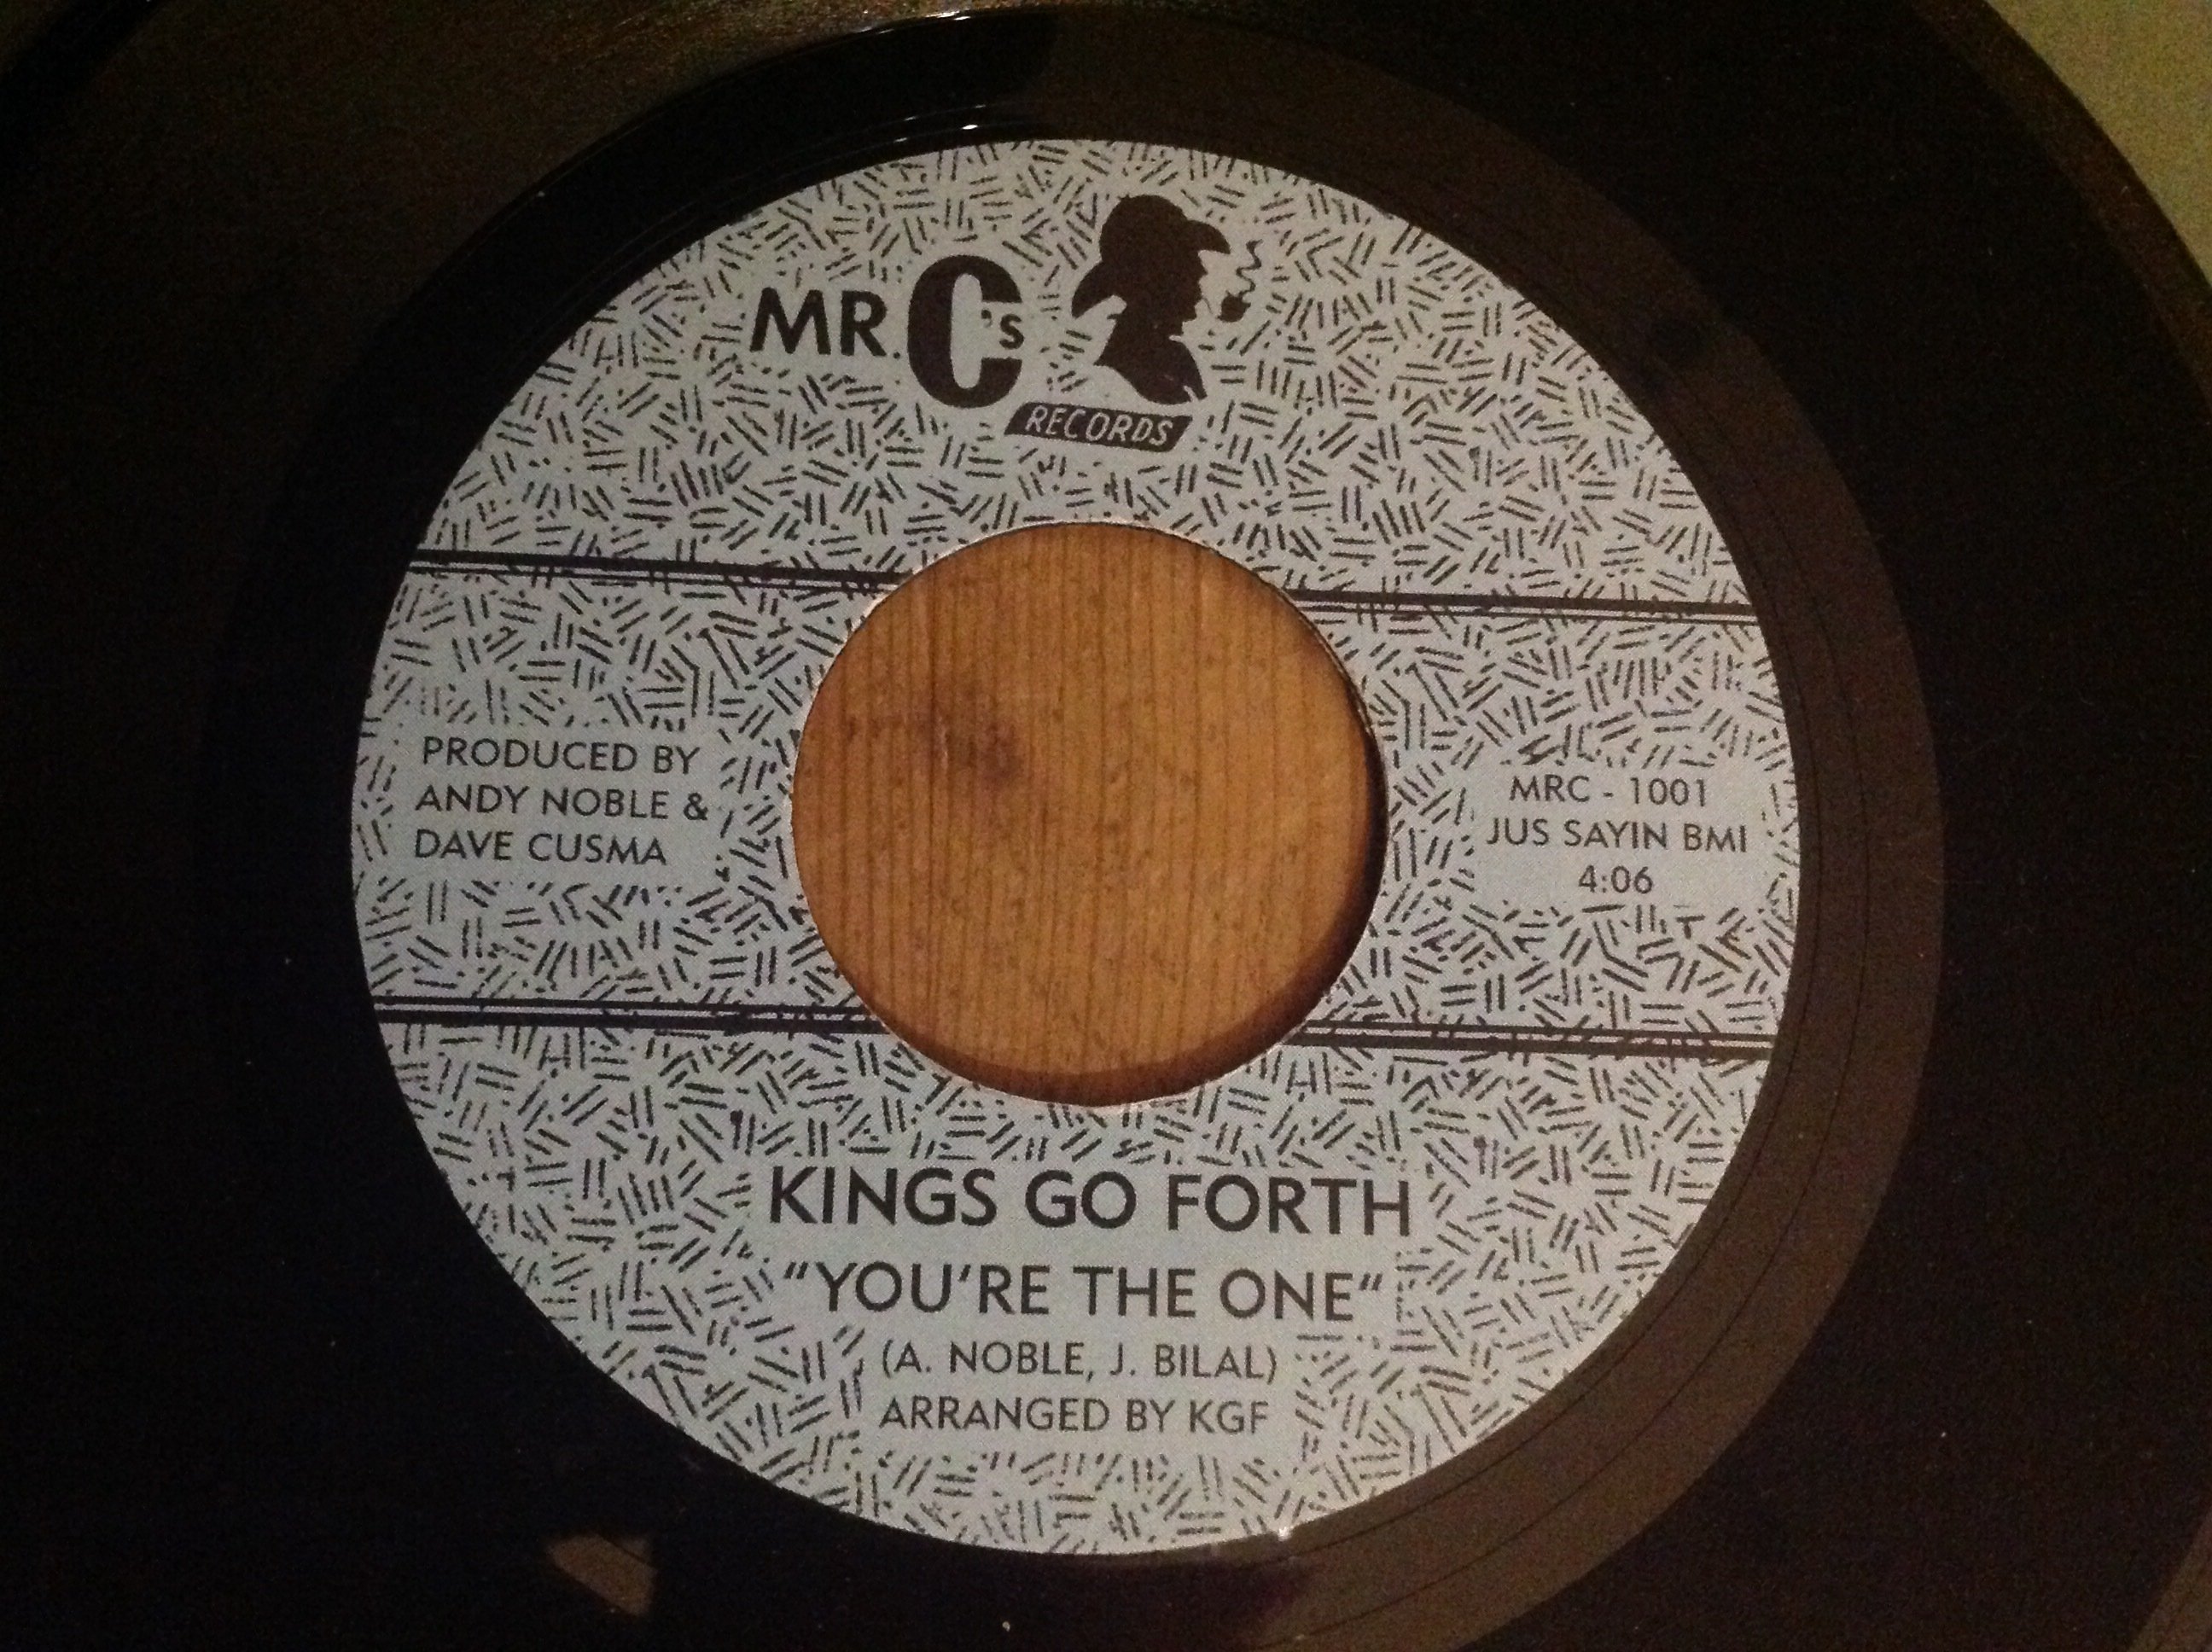 MR. C's
RECORDS
PRODUCED BY
ANDY NOBLE &
DAVE CUSMA
MRC - 1001
JUS SAYIN BMI
4:06
KINGS GO FORTH
"YOU'RE THE ONE"
(A. NOBLE, J. BILAL)
ARRANGED BY KGF